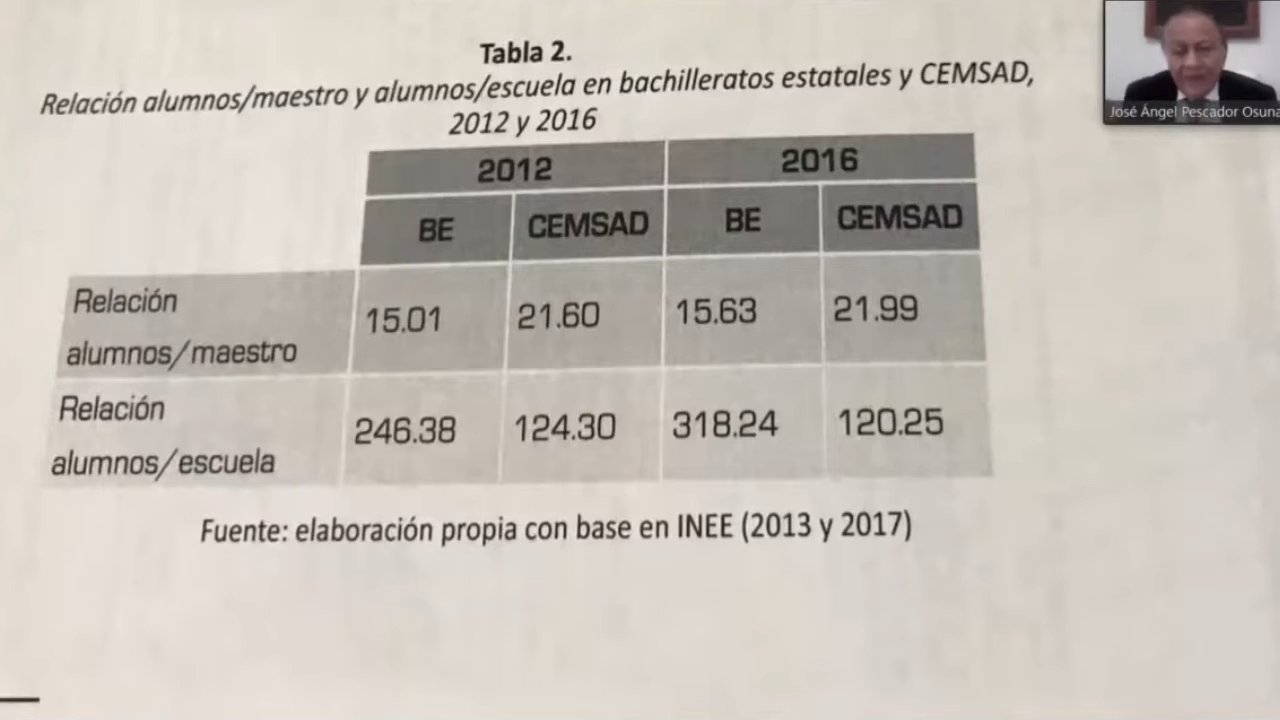 Tabla 2.
Relación alumnos/maestro y alumnos/escuela en bachilleratos estatales y CEMSAD,
2012 y 2016
2012 2016
BE CEMSAD BE CEMSAD
Relación
alumnos/maestro 15.01 21.60 15.63 21.99
Relación
alumnos/escuela 246.38 124.30 318.24 120.25
Fuente: elaboración propia con base en INEE (2013 y 2017)
José Ángel Pescador Osuna